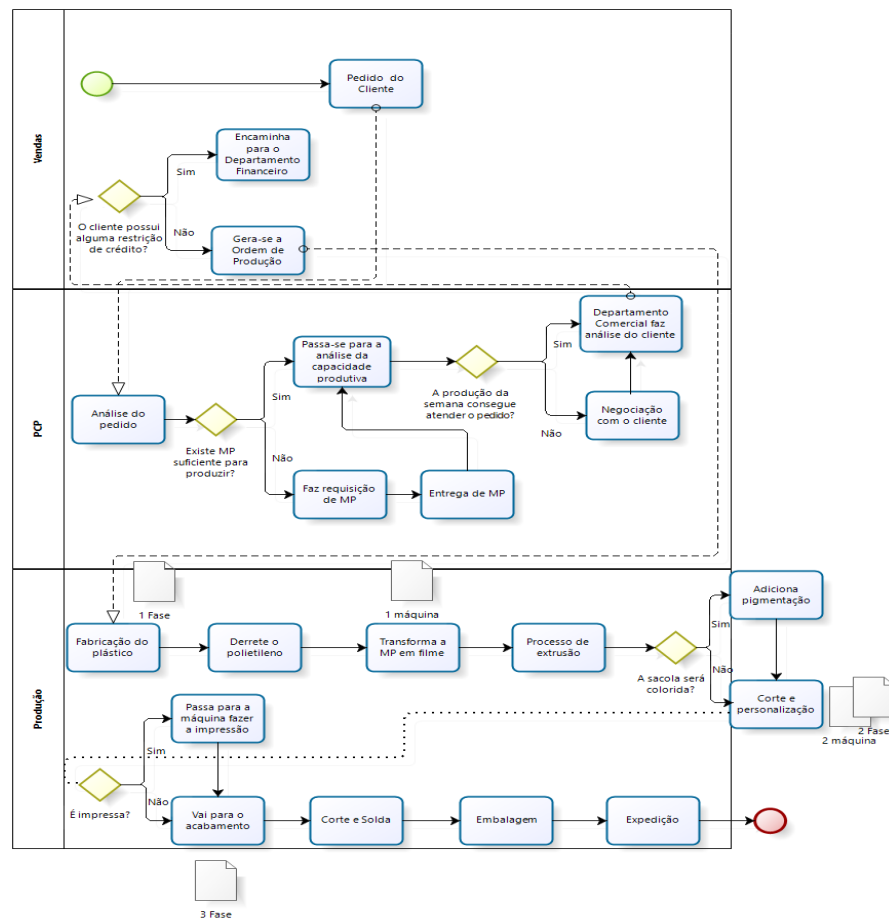 Vendas
Pedido do
Cliente
Encaminha
para o
Departamento
Financeiro
Sim
O cliente possui
alguma restrição
de crédito?
Não
Gera-se a
Ordem de
Produção
PCP
Departamento
Comercial faz
análise do cliente
Passa-se para a
análise da
capacidade
produtiva
Sim
A produção da
semana consegue
atender o pedido?
Negociação
com o cliente
Não
Análise do
pedido
Sim
Existe MP
suficiente para
produzir?
Não
Faz requisição
de MP
Entrega de MP
Produção
1 Fase
1 máquina
Adiciona
pigmentação
Fabricação do
plástico
Derrete o
polietileno
Transforma a
MP em filme
Processo de
extrusão
Sim
A sacola será
colorida?
Não
Corte e
personalização
2 Fase
2 máquina
Passa para a
máquina fazer
a impressão
Sim
É impressa?
Não
Vai para o
acabamento
Corte e Solda
Embalagem
Expedição
3 Fase